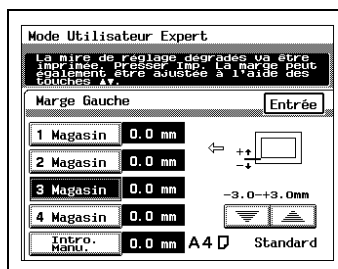 Mode Utilisateur Expert
La mire de réglage dégradés va être
imprimée. Presser Imp. La marge peut
également être ajustée à l'aide des
touches ▲▼.
Marge Gauche
Entrée
1 Magasin 0.0 mm
2 Magasin 0.0 mm
3 Magasin 0.0 mm
4 Magasin 0.0 mm
Intro.
Manu. 0.0 mm
+
-
-3.0-+3.0mm
A4 Standard